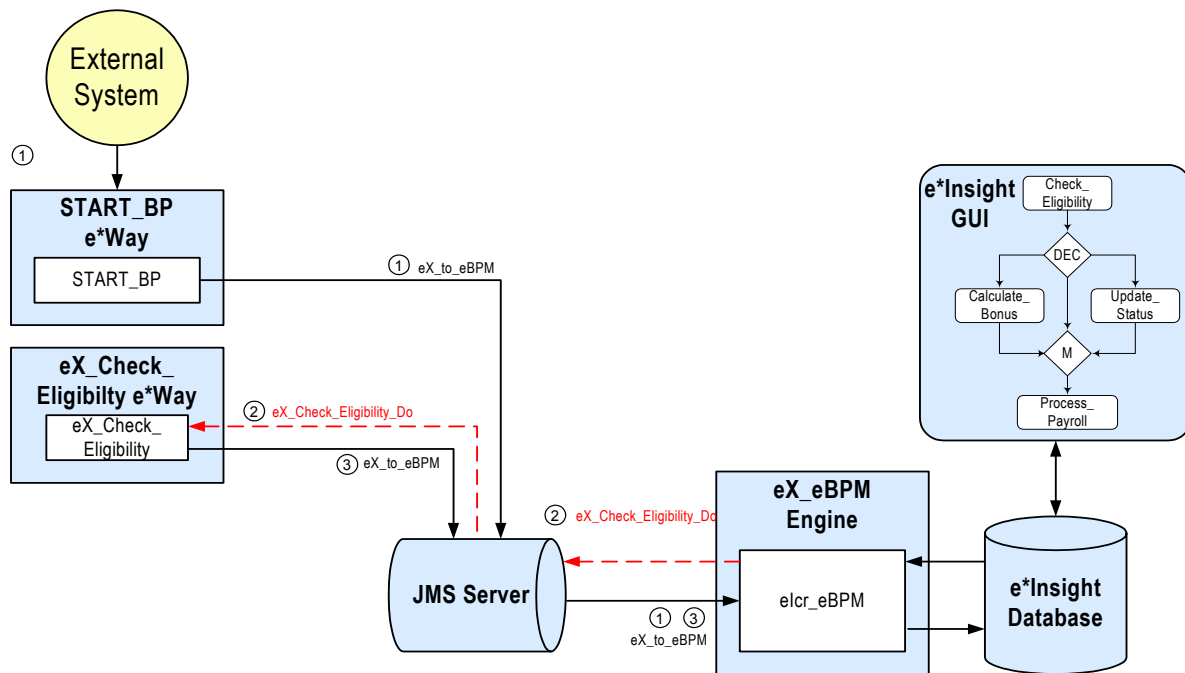 External
System
①
START_BP
e*Way
START_BP
① eX_to_eBPM
eX_Check_
Eligibilty e*Way
eX_Check_
Eligibility
② eX_Check_Eligibility_Do
③ eX_to_eBPM
JMS Server
② eX_Check_Eligibility_Do
① ③
eX_to_eBPM
eX_eBPM
Engine
eIcr_eBPM
e*Insight
GUI
Check_
Eligibility
DEC
Calculate_
Bonus
Update_
Status
M
Process_
Payroll
e*Insight
Database